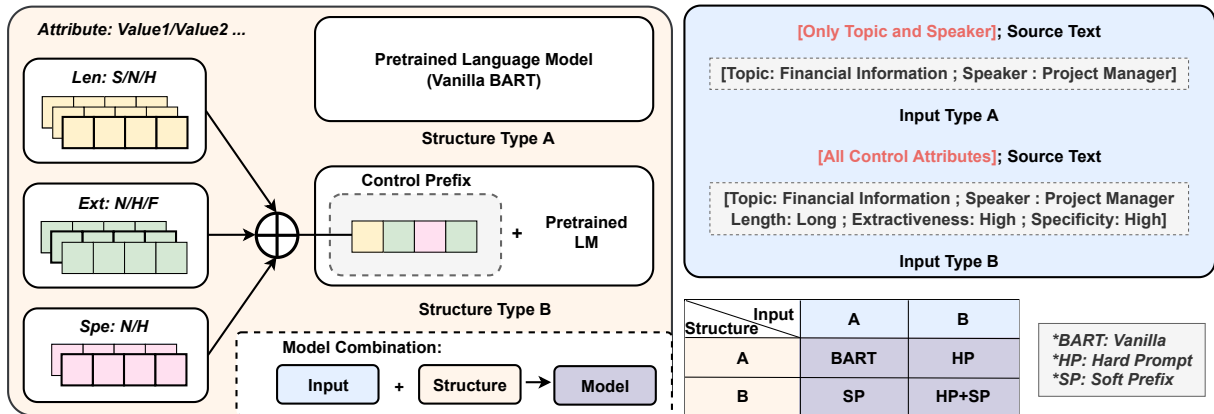 Attribute: Value1/Value2 ...
Len: S/N/H
Ext: N/H/F
Spe: N/H
Pretrained Language Model
(Vanilla BART)
Structure Type A
Control Prefix
+
Pretrained
LM
Structure Type B
Model Combination:
Input + Structure Model
[Only Topic and Speaker]; Source Text
[Topic: Financial Information ; Speaker : Project Manager]
Input Type A
[All Control Attributes]; Source Text
[Topic: Financial Information ; Speaker : Project Manager
Length: Long ; Extractiveness: High ; Specificity: High]
Input Type B
Input
Structure
A B
A BART HP
B SP HP+SP
*BART: Vanilla
*HP: Hard Prompt
*SP: Soft Prefix